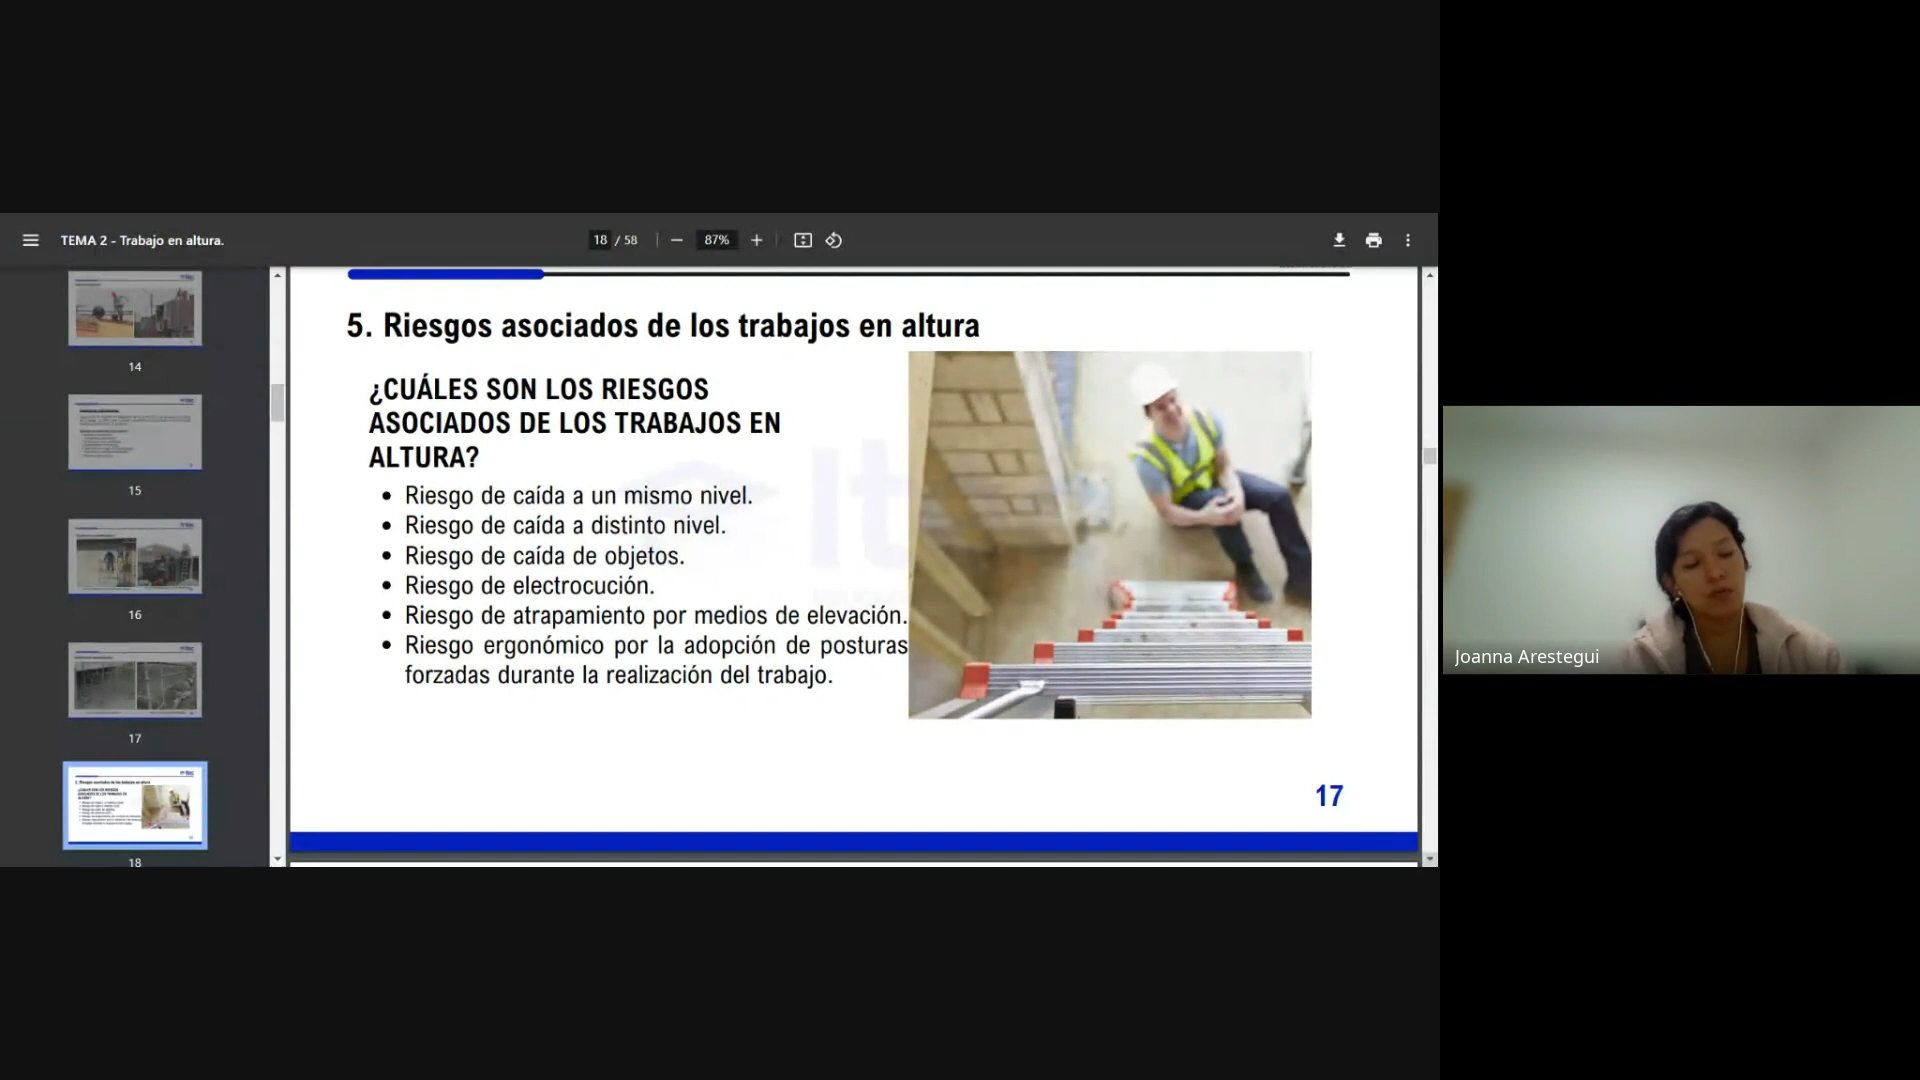 TEMA 2 - Trabajo en altura.
18 / 58
87%
14
15
16
17
18
5. Riesgos asociados de los trabajos en altura
¿CUÁLES SON LOS RIESGOS
ASOCIADOS DE LOS TRABAJOS EN
ALTURA?
• Riesgo de caída a un mismo nivel.
• Riesgo de caída a distinto nivel.
• Riesgo de caída de objetos.
• Riesgo de electrocución.
• Riesgo de atrapamiento por medios de elevación.
• Riesgo ergonómico por la adopción de posturas
forzadas durante la realización del trabajo.
17
Joanna Arestegui